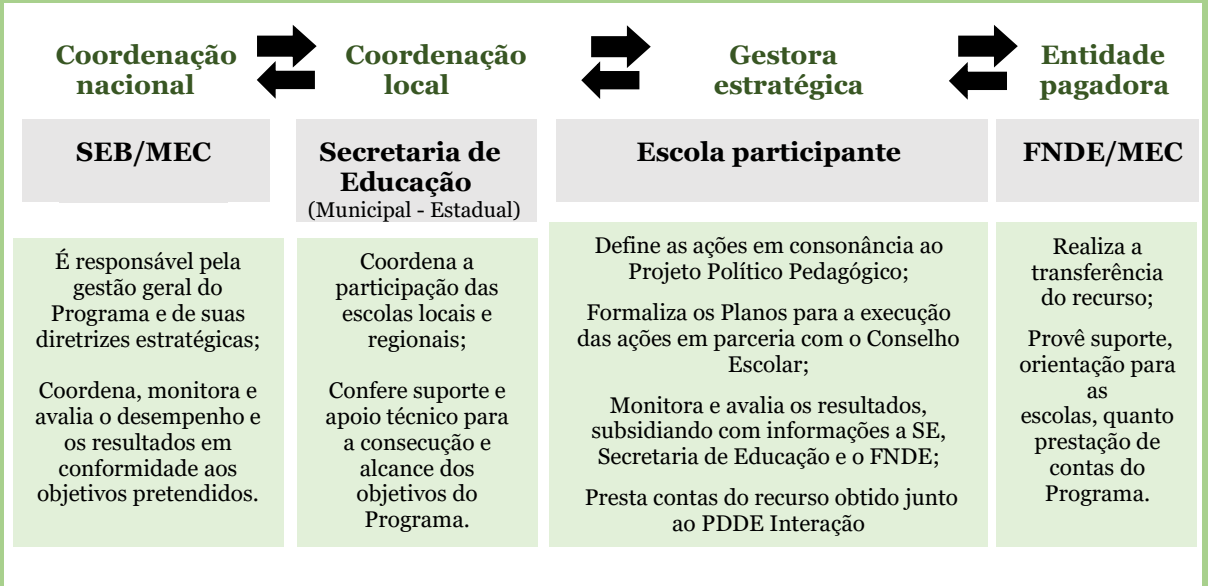 Coordenação
nacional
Coordenação
local
Gestora
estratégica
Entidade
pagadora
SEB/MEC
Secretaria de
Educação
(Municipal - Estadual)
Escola participante
FNDE/MEC
É responsável pela
gestão geral do
Programa e de suas
diretrizes estratégicas;
Coordena, monitora e
avalia o desempenho e
os resultados em
conformidade aos
objetivos pretendidos.
Coordena a
participação das
escolas locais e
regionais;
Confere suporte e
apoio técnico para
a consecução e
alcance dos
objetivos do
Programa.
Define as ações em consonância ao
Projeto Político Pedagógico;
Formaliza os Planos para a execução
das ações em parceria com o Conselho
Escolar;
Monitora e avalia os resultados,
subsidiando com informações a SE,
Secretaria de Educação e o FNDE;
Presta contas do recurso obtido junto
ao PDDE Interação
Realiza a
transferência
do recurso;
Provê suporte,
orientação para
as
escolas, quanto
prestação de
contas do
Programa.